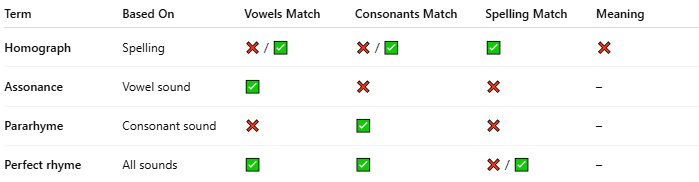 Term Based On Vowels Match Consonants Match Spelling Match Meaning
Homograph Spelling ❌ / ✅ ❌ / ✅ ✅ ❌
Assonance Vowel sound ✅ ❌ ❌ –
Pararhyme Consonant sound ❌ ✅ ❌ –
Perfect rhyme All sounds ✅ ✅ ❌ / ✅ –